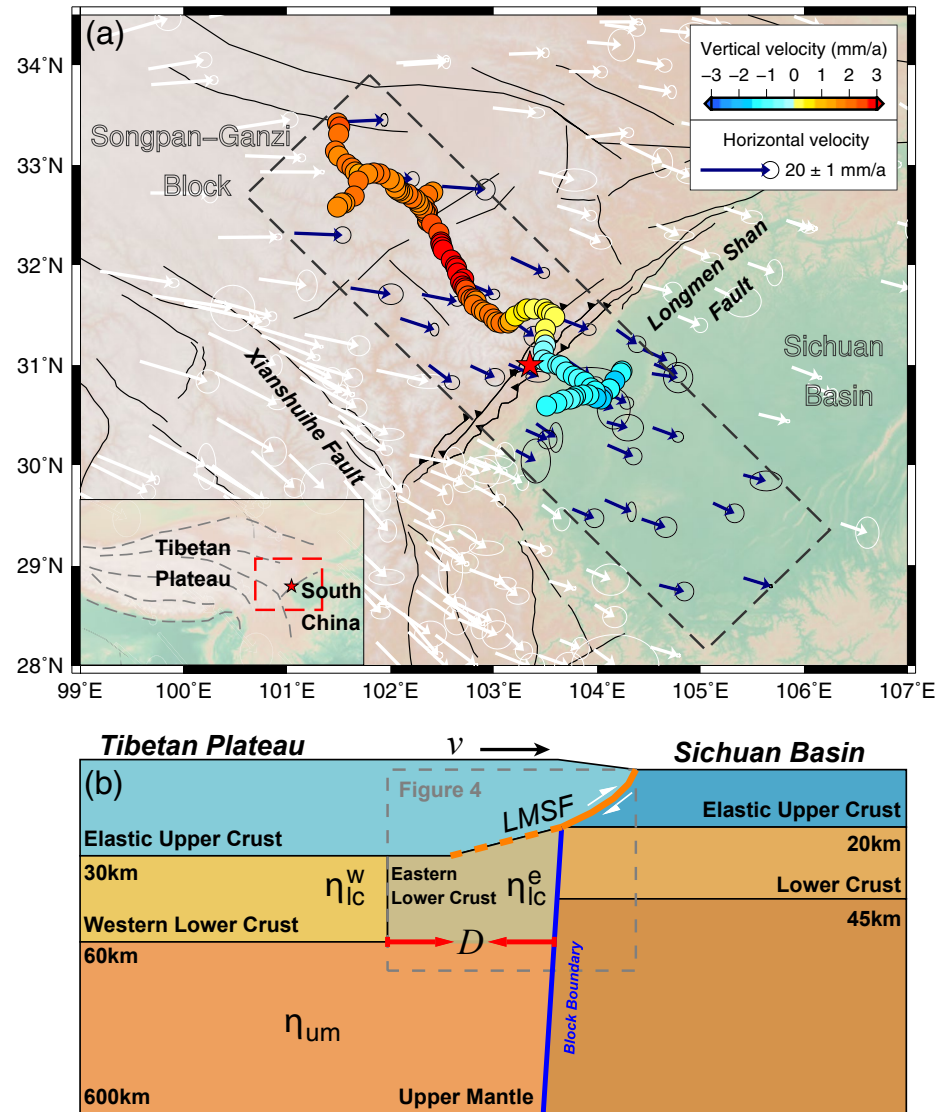 (a)
34°N
33°N
32°N
31°N
30°N
29°N
28°N
99°E
100°E
101°E
102°E
103°E
104°E
105°E
106°E
107°E
Vertical velocity (mm/a)
−3 −2 −1 0 1 2 3
Horizontal velocity
20 ± 1 mm/a
Songpan−Ganzi
Block
Longmen Shan
Fault
Sichuan
Basin
Xianshuihe Fault
Tibetan
Plateau
South
China
Tibetan Plateau
v
Sichuan Basin
(b)
Figure 4
LMSF
Elastic Upper Crust
Elastic Upper Crust
30km
20km
η_lc^w
Eastern
Lower Crust
η_lc^e
Lower Crust
Western Lower Crust
45km
60km
D
Block Boundary
η_um
600km
Upper Mantle